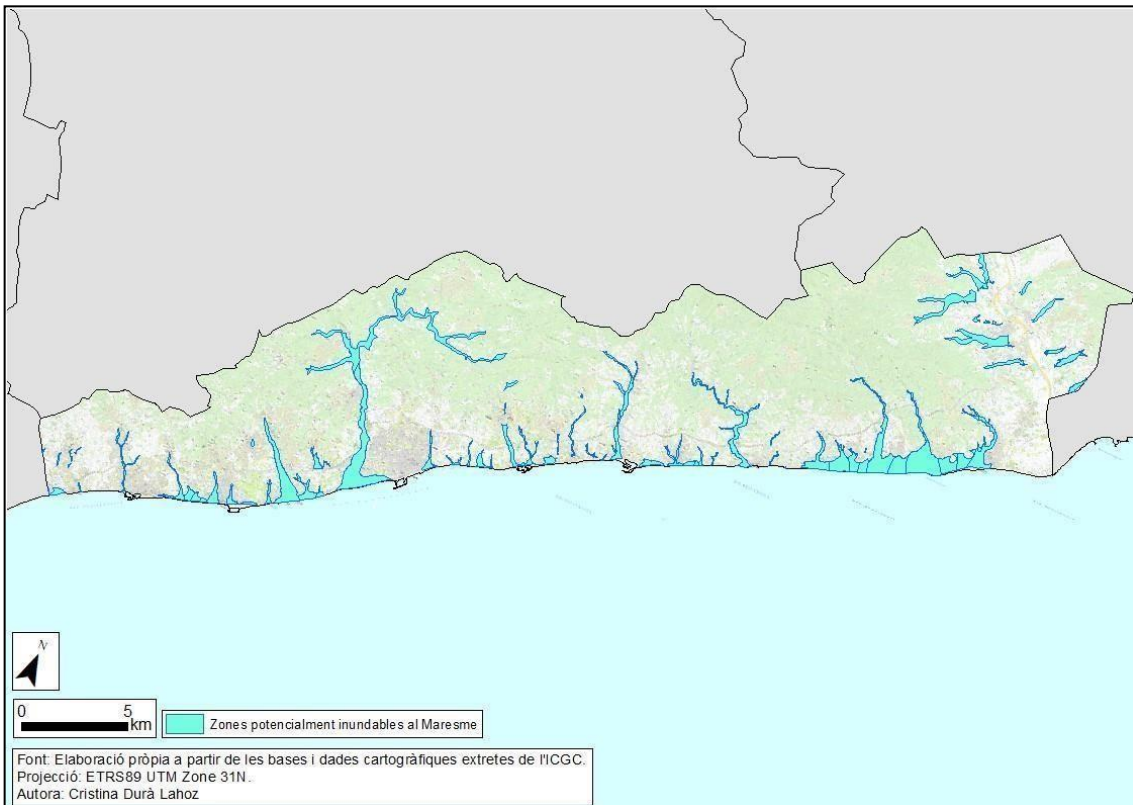 N
0 5
km
Zones potencialment inundables al Maresme
Font: Elaboració pròpia a partir de les bases i dades cartogràfiques extretes de l'ICGC.
Projecció: ETRS89 UTM Zone 31N.
Autora: Cristina Durà Lahoz